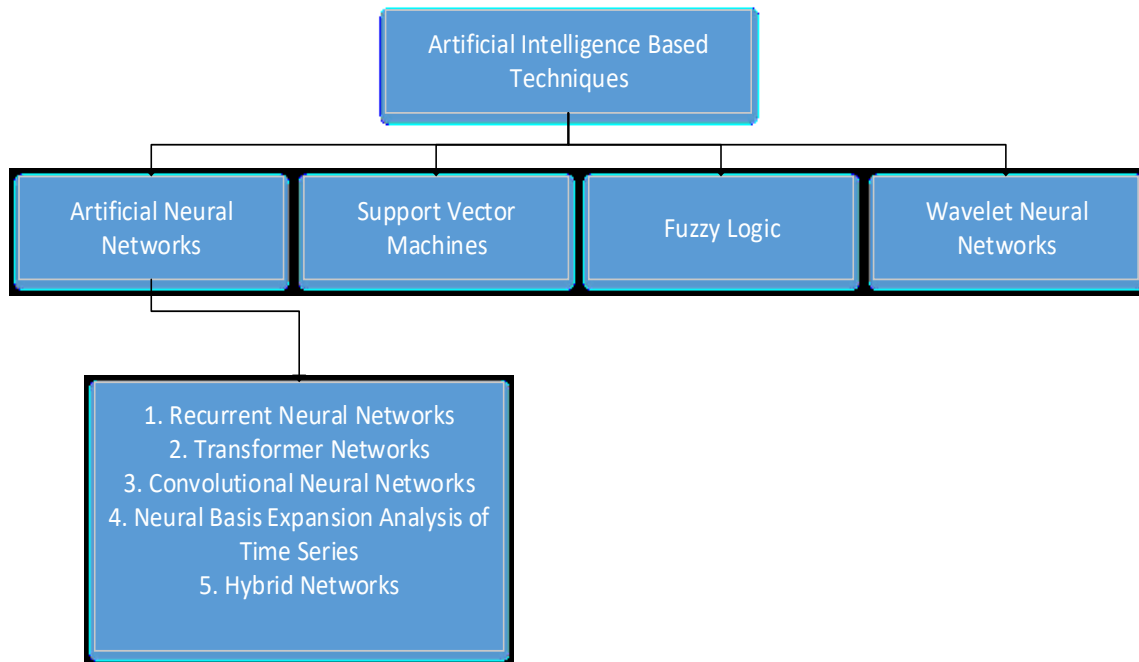 Artificial Intelligence Based
Techniques
Artificial Neural
Networks
Support Vector
Machines
Fuzzy Logic
Wavelet Neural
Networks
1. Recurrent Neural Networks
2. Transformer Networks
3. Convolutional Neural Networks
4. Neural Basis Expansion Analysis of
Time Series
5. Hybrid Networks